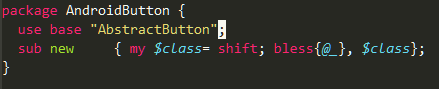 package AndroidButton {
  use base "AbstractButton";
  sub new    { my $class= shift; bless{@_}, $class};
}